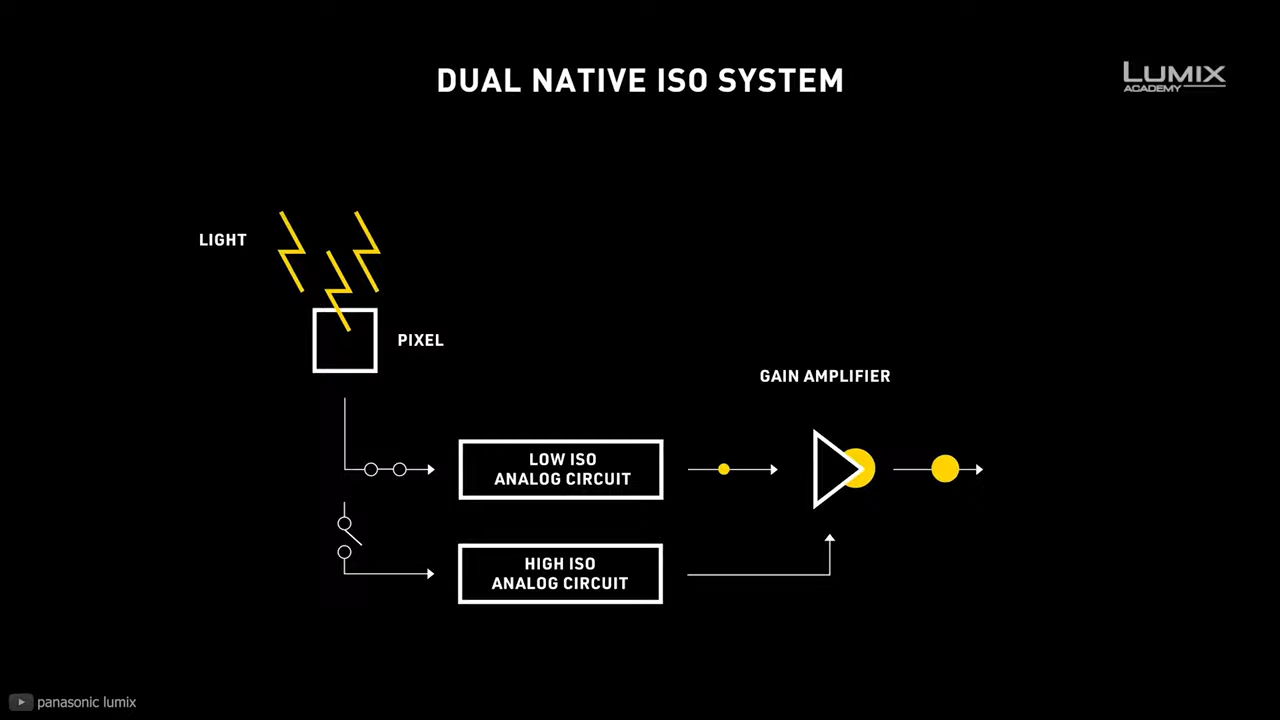 DUAL NATIVE ISO SYSTEM
LUMIX
ACADEMY
LIGHT
PIXEL
GAIN AMPLIFIER
LOW ISO
ANALOG CIRCUIT
HIGH ISO
ANALOG CIRCUIT
panasonic lumix